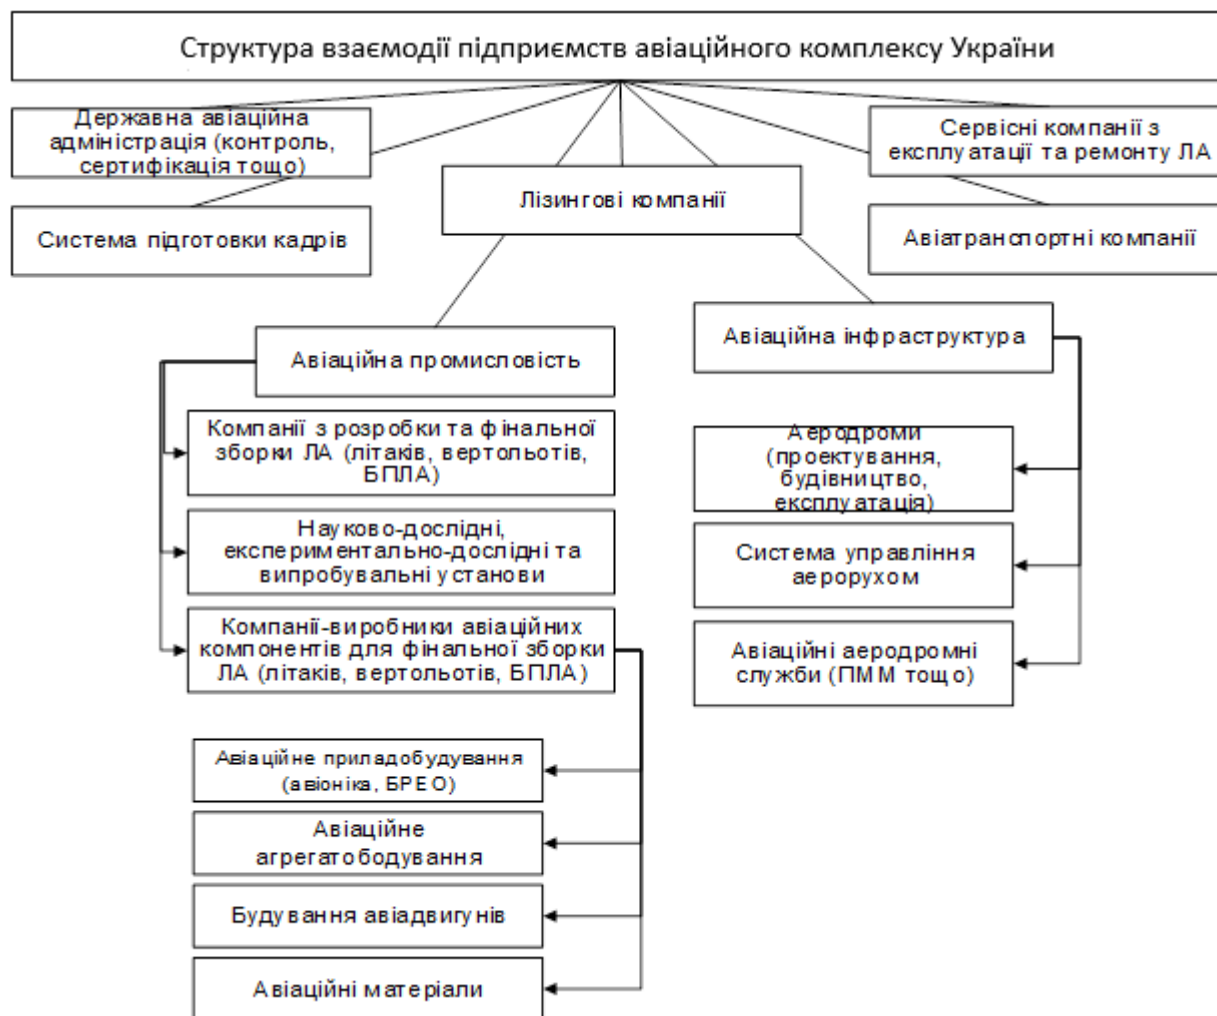 Структура взаємодії підприємств авіаційного комплексу України
Державна авіаційна
адміністрація (контроль,
сертифікація тощо)
Сервісні компанії з
експлуатації та ремонту ЛА
Лізингові компанії
Система підготовки кадрів
Авіатранспортні компанії
Авіаційна промисловість
Авіаційна інфраструктура
Компанії з розробки та фінальної
зборки ЛА (літаків, вертольотів,
БПЛА)
Науково-дослідні,
експериментально-дослідні та
випробувальні установи
Компанії-виробники авіаційних
компонентів для фінальної зборки
ЛА (літаків, вертольотів, БПЛА)
Аеродроми
(проектування,
будівництво,
експлуатація)
Система управління
аерорухом
Авіаційні аеродромні
служби (ПММ тощо)
Авіаційне приладобудування
(авіоніка, БРЕО)
Авіаційне
агрегатободування
Будування авіадвигунів
Авіаційні матеріали